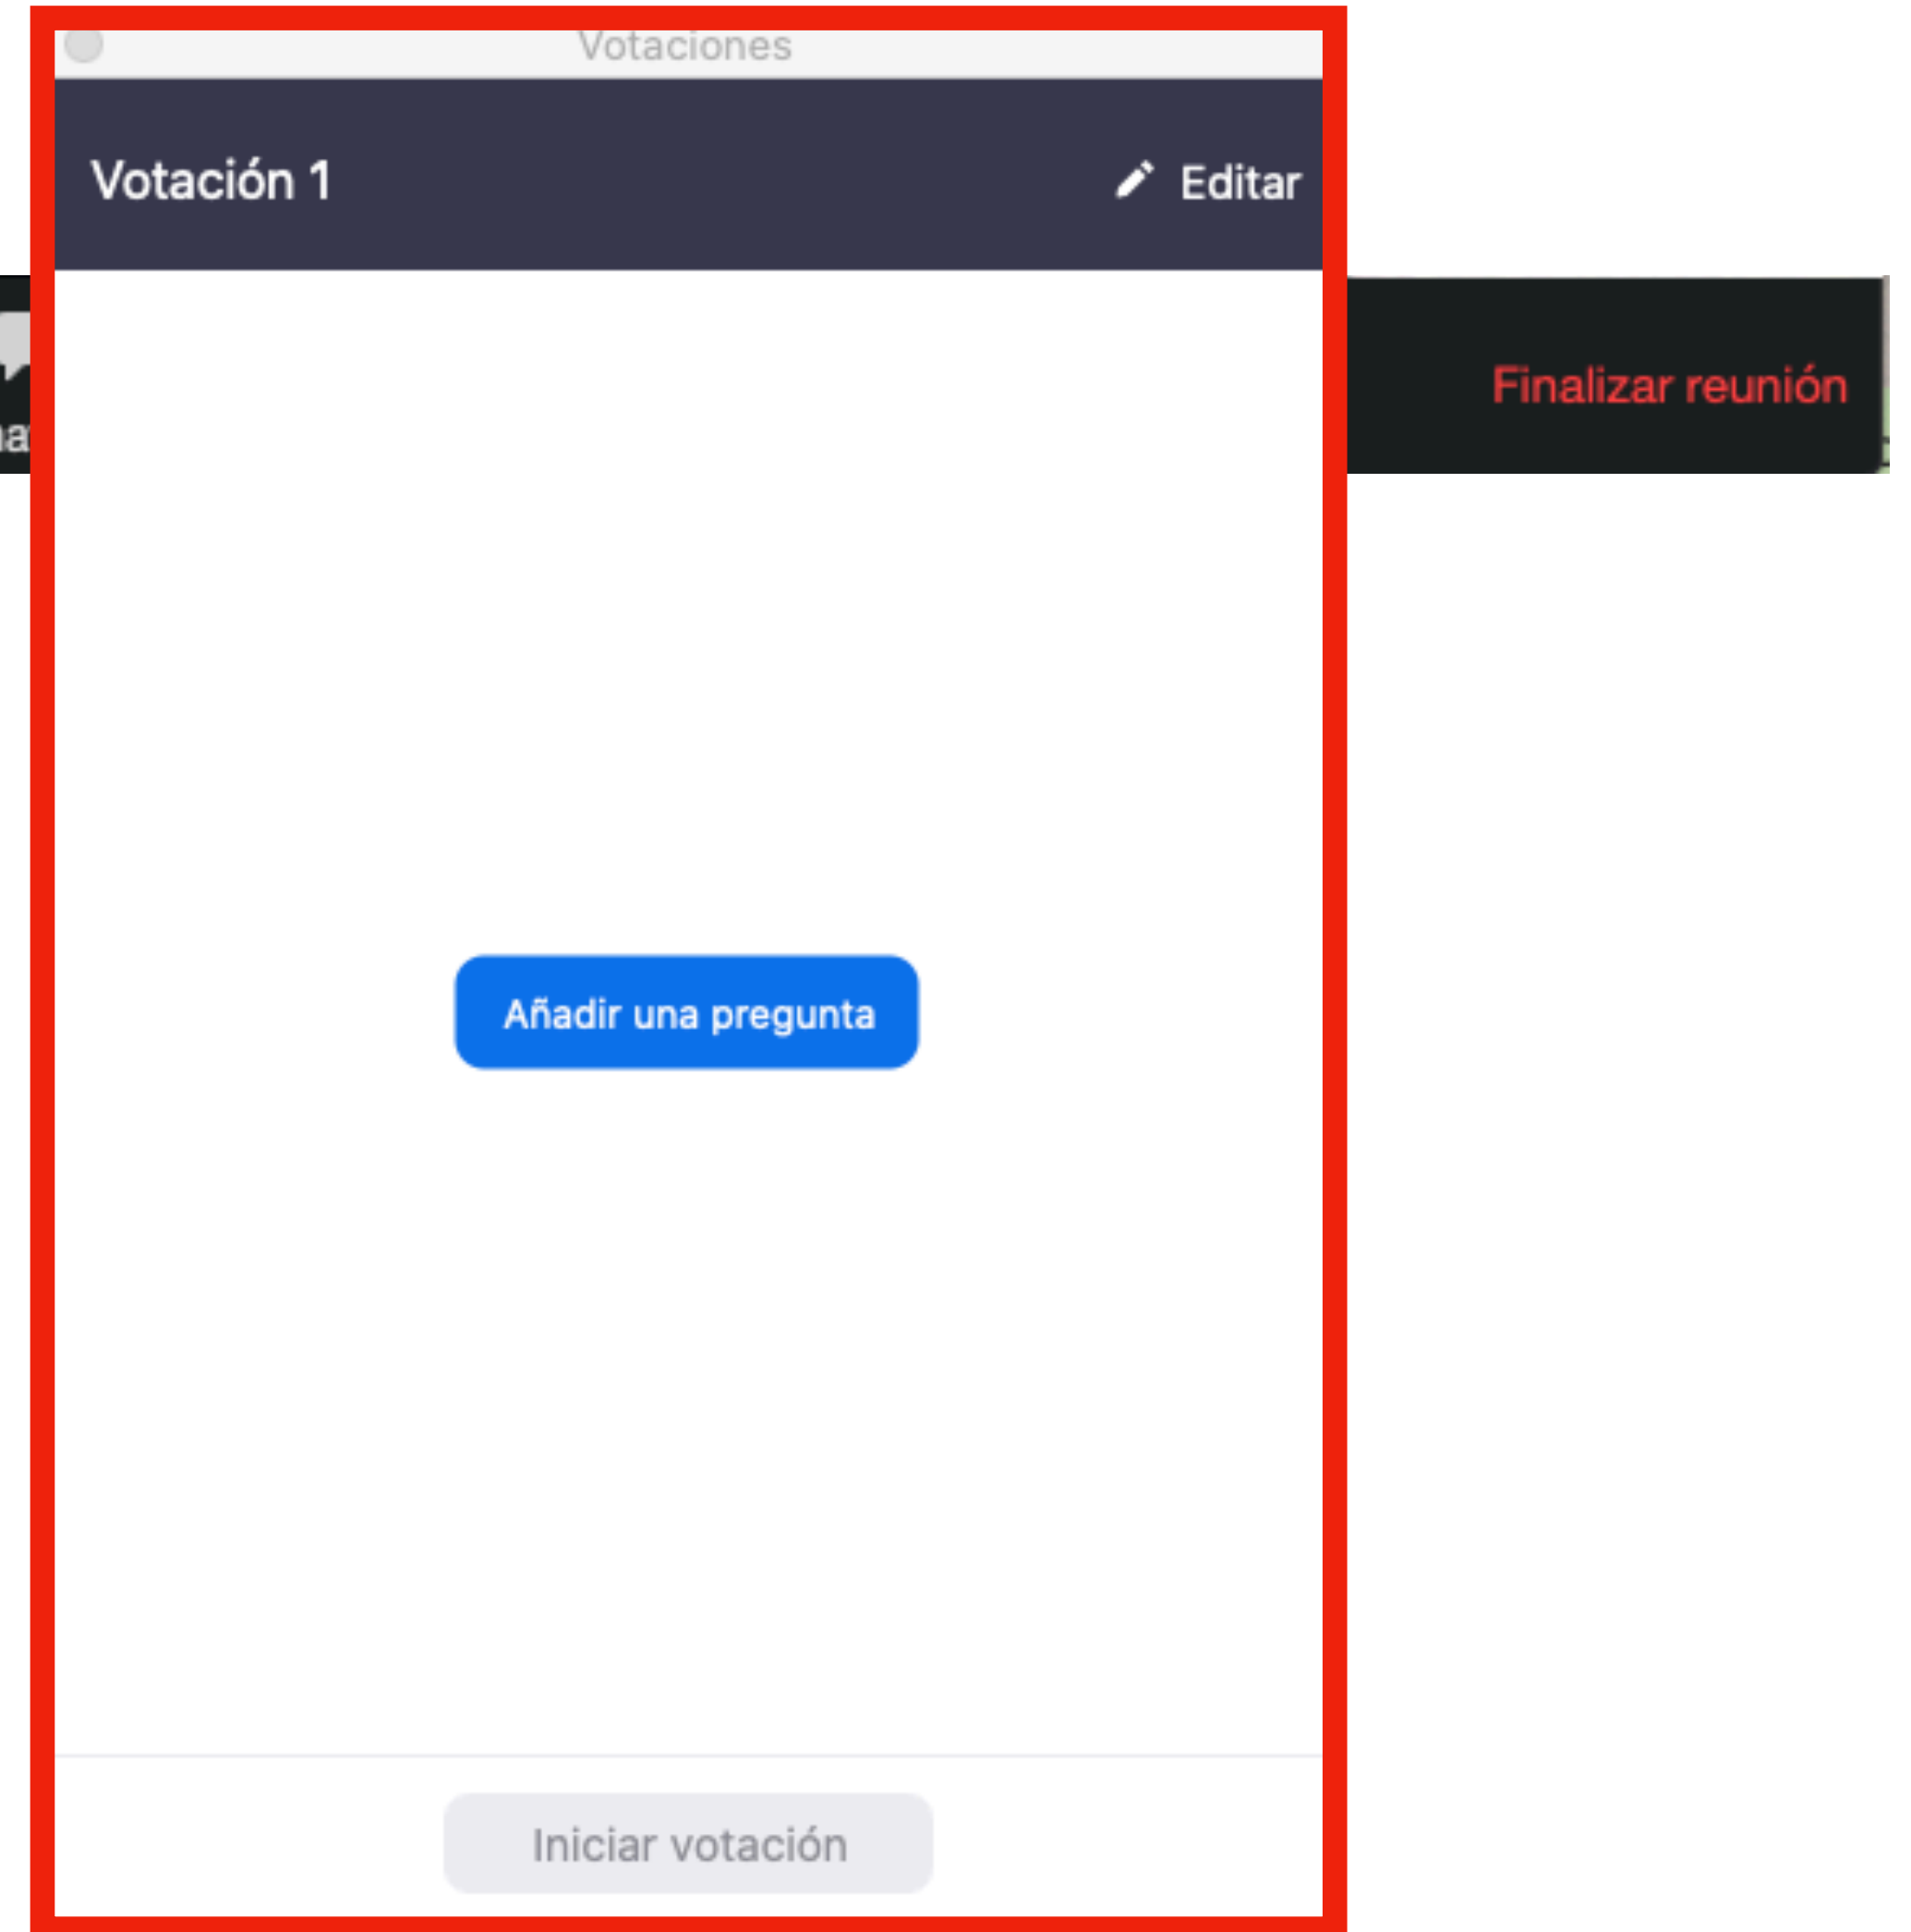 Votaciones
Votación 1
Editar
Finalizar reunión
Añadir una pregunta
Iniciar votación